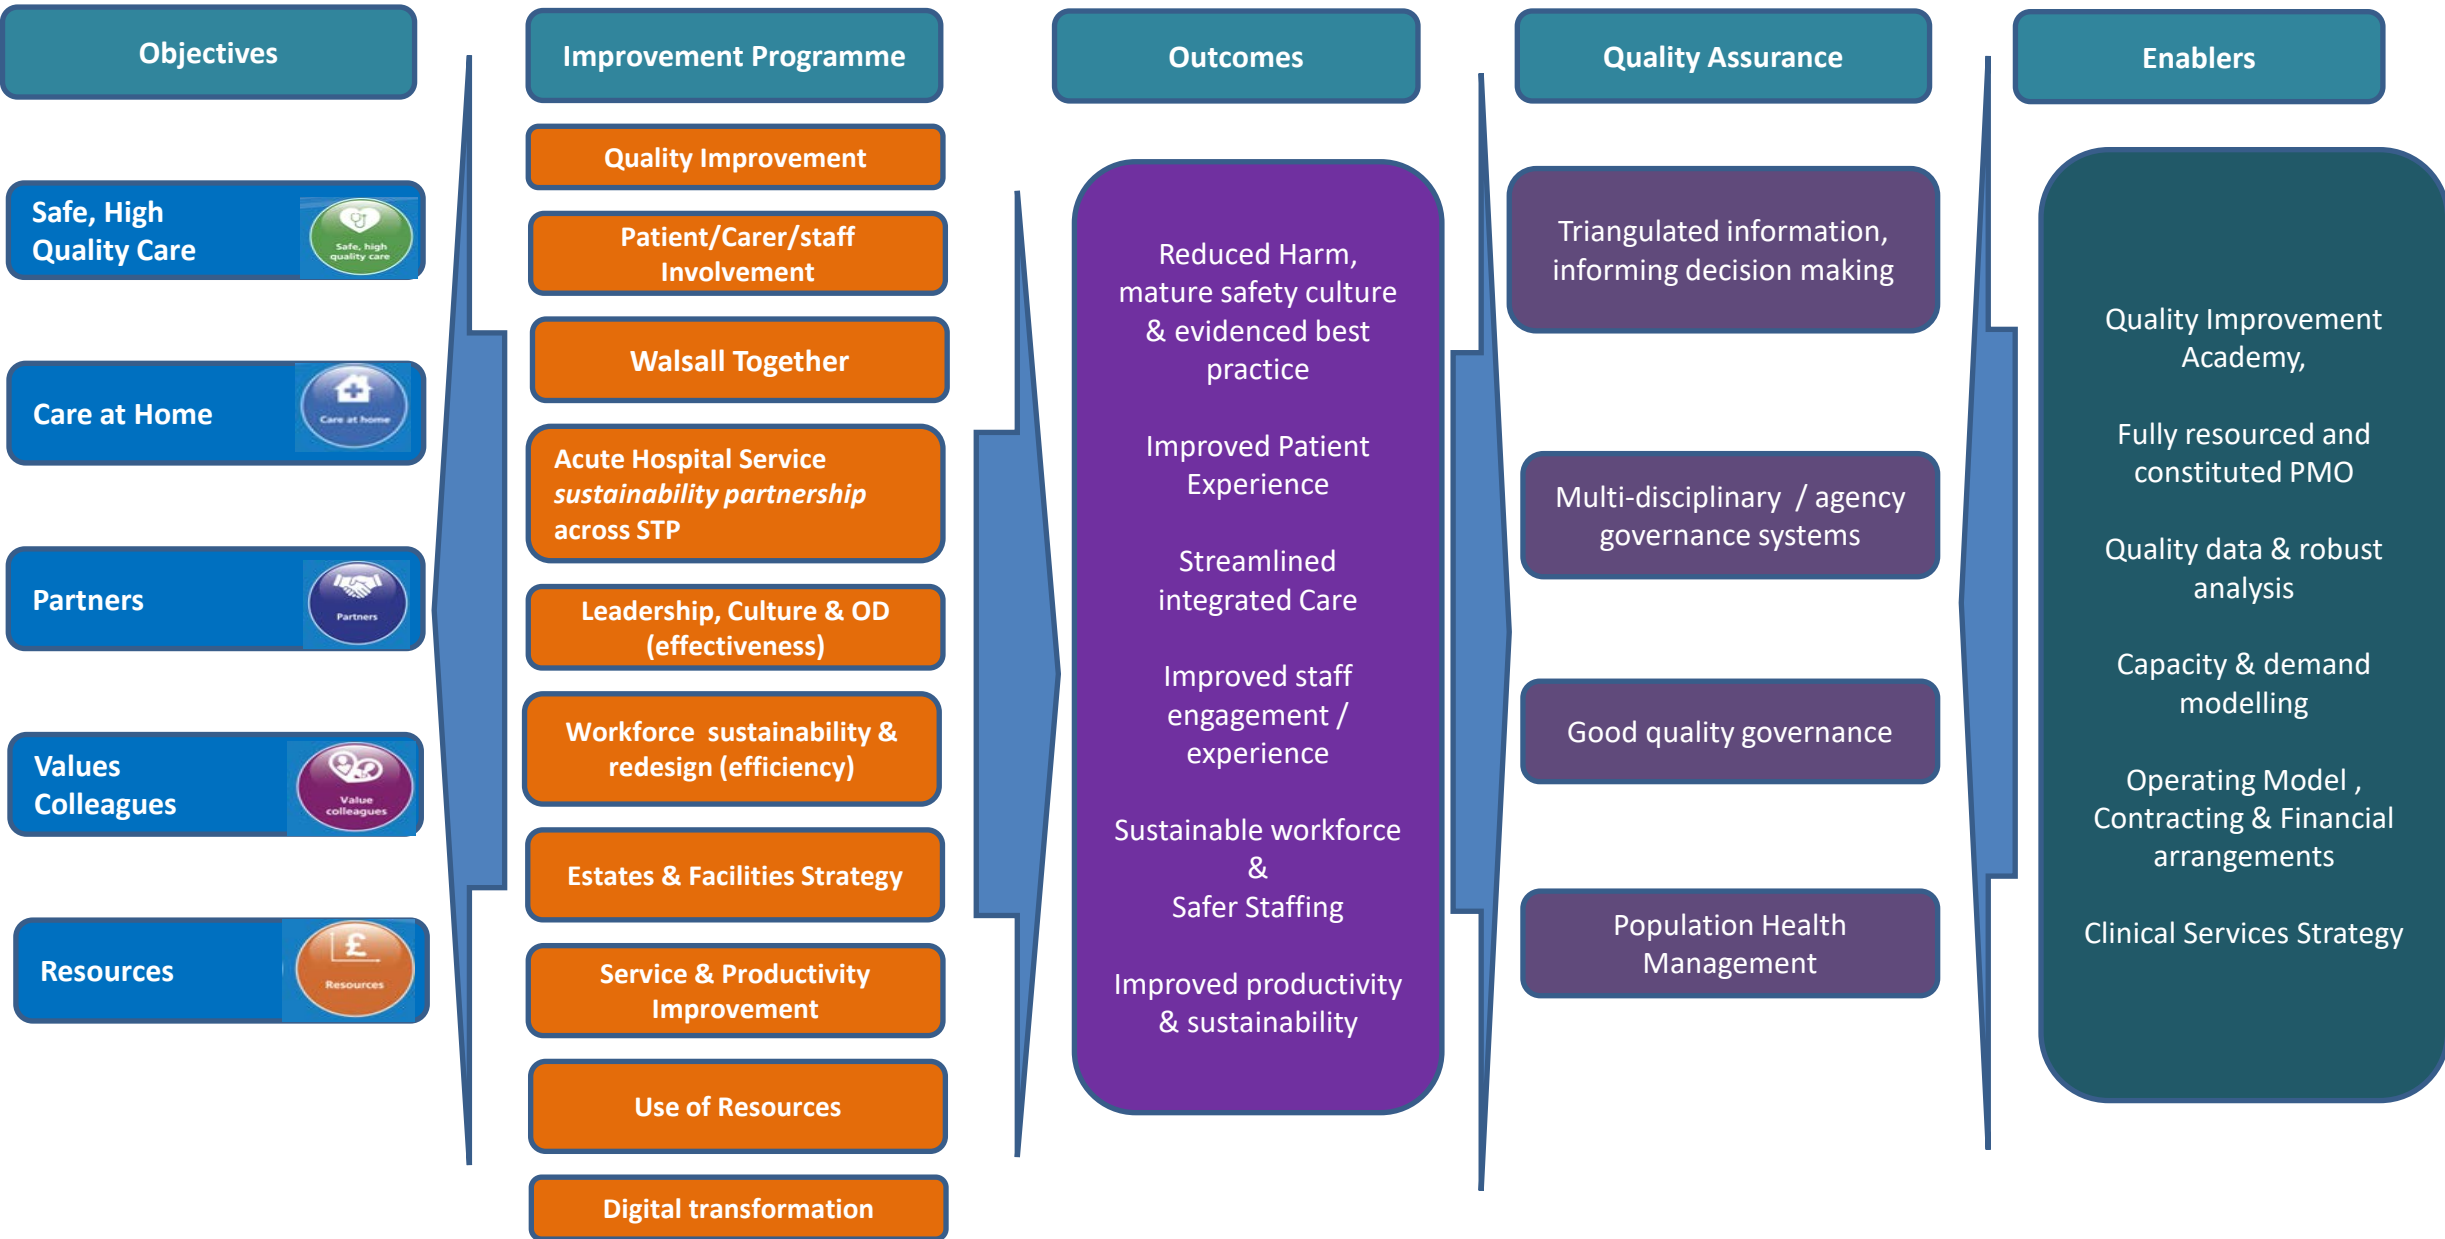 Objectives
Improvement Programme
Outcomes
Quality Assurance
Enablers
Safe, High
Quality Care
Safe, high
quality care
Care at Home
Care at home
Partners
Partners
Values
Colleagues
Value
colleagues
Resources
£
Resources
Quality Improvement
Patient/Carer/staff
Involvement
Walsall Together
Acute Hospital Service
sustainability partnership
across STP
Leadership, Culture & OD
(effectiveness)
Workforce  sustainability &
redesign (efficiency)
Estates & Facilities Strategy
Service & Productivity
Improvement
Use of Resources
Digital transformation
Reduced Harm,
mature safety culture
& evidenced best
practice
Improved Patient
Experience
Streamlined
integrated Care
Improved staff
engagement /
experience
Sustainable workforce
&
Safer Staffing
Improved productivity
& sustainability
Triangulated information,
informing decision making
Multi-disciplinary  / agency
governance systems
Good quality governance
Population Health
Management
Quality Improvement
Academy,
Fully resourced and
constituted PMO
Quality data & robust
analysis
Capacity & demand
modelling
Operating Model ,
Contracting & Financial
arrangements
Clinical Services Strategy